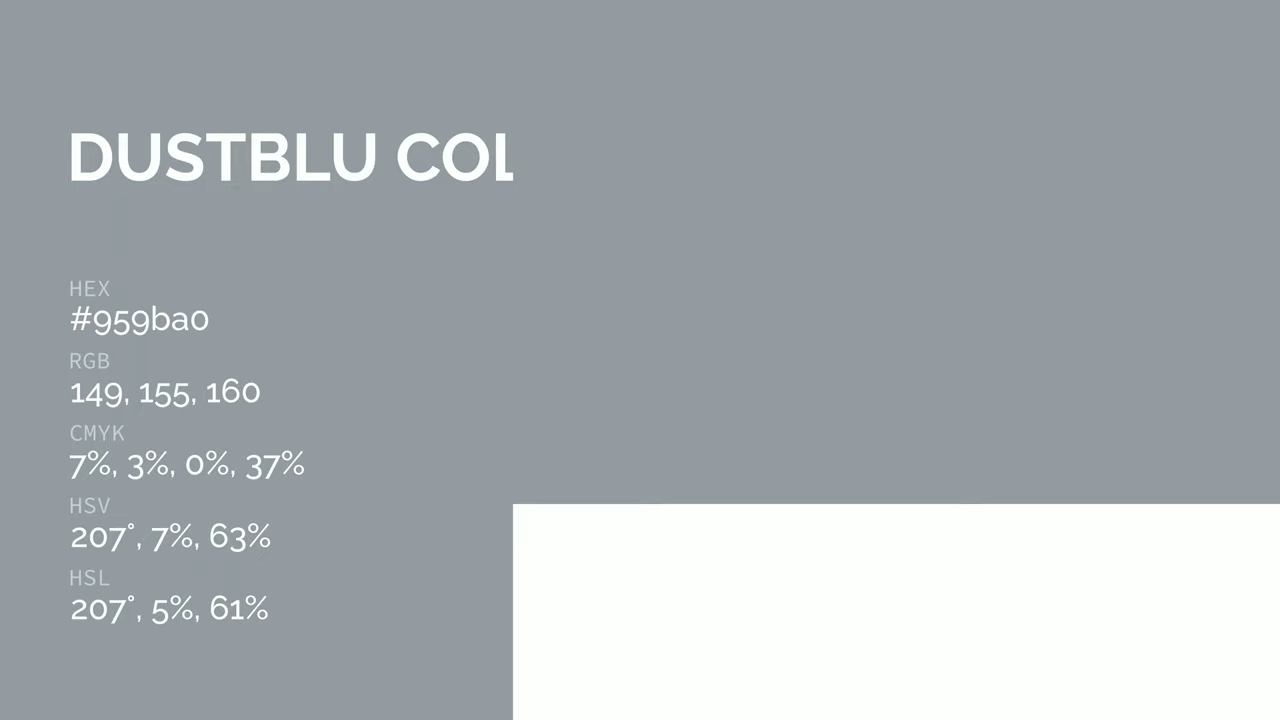 DUSTBLU COL
HEX
#959ba0
RGB
149, 155, 160
CMYK
7%, 3%, 0%, 37%
HSV
207°, 7%, 63%
HSL
207°, 5%, 61%